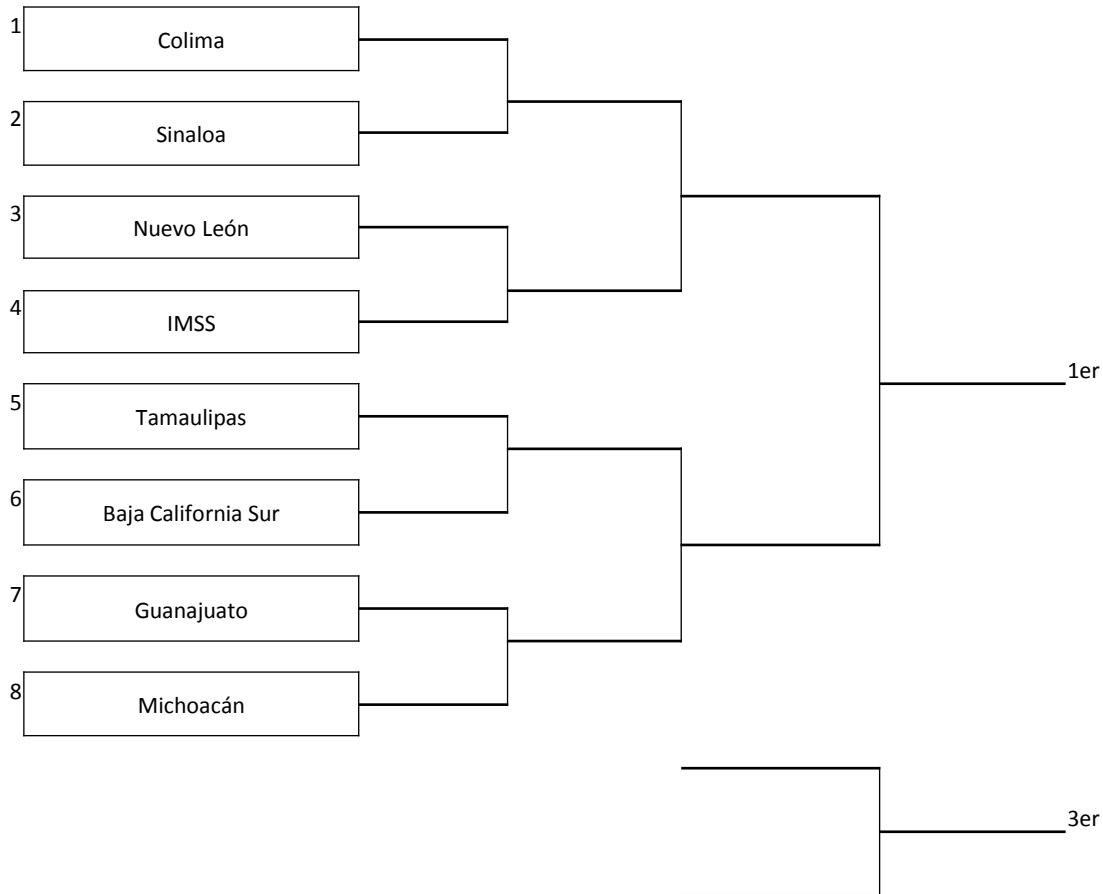 1
Colima
2
Sinaloa
3
Nuevo León
4
IMSS
1er
5
Tamaulipas
6
Baja California Sur
7
Guanajuato
8
Michoacán
3er